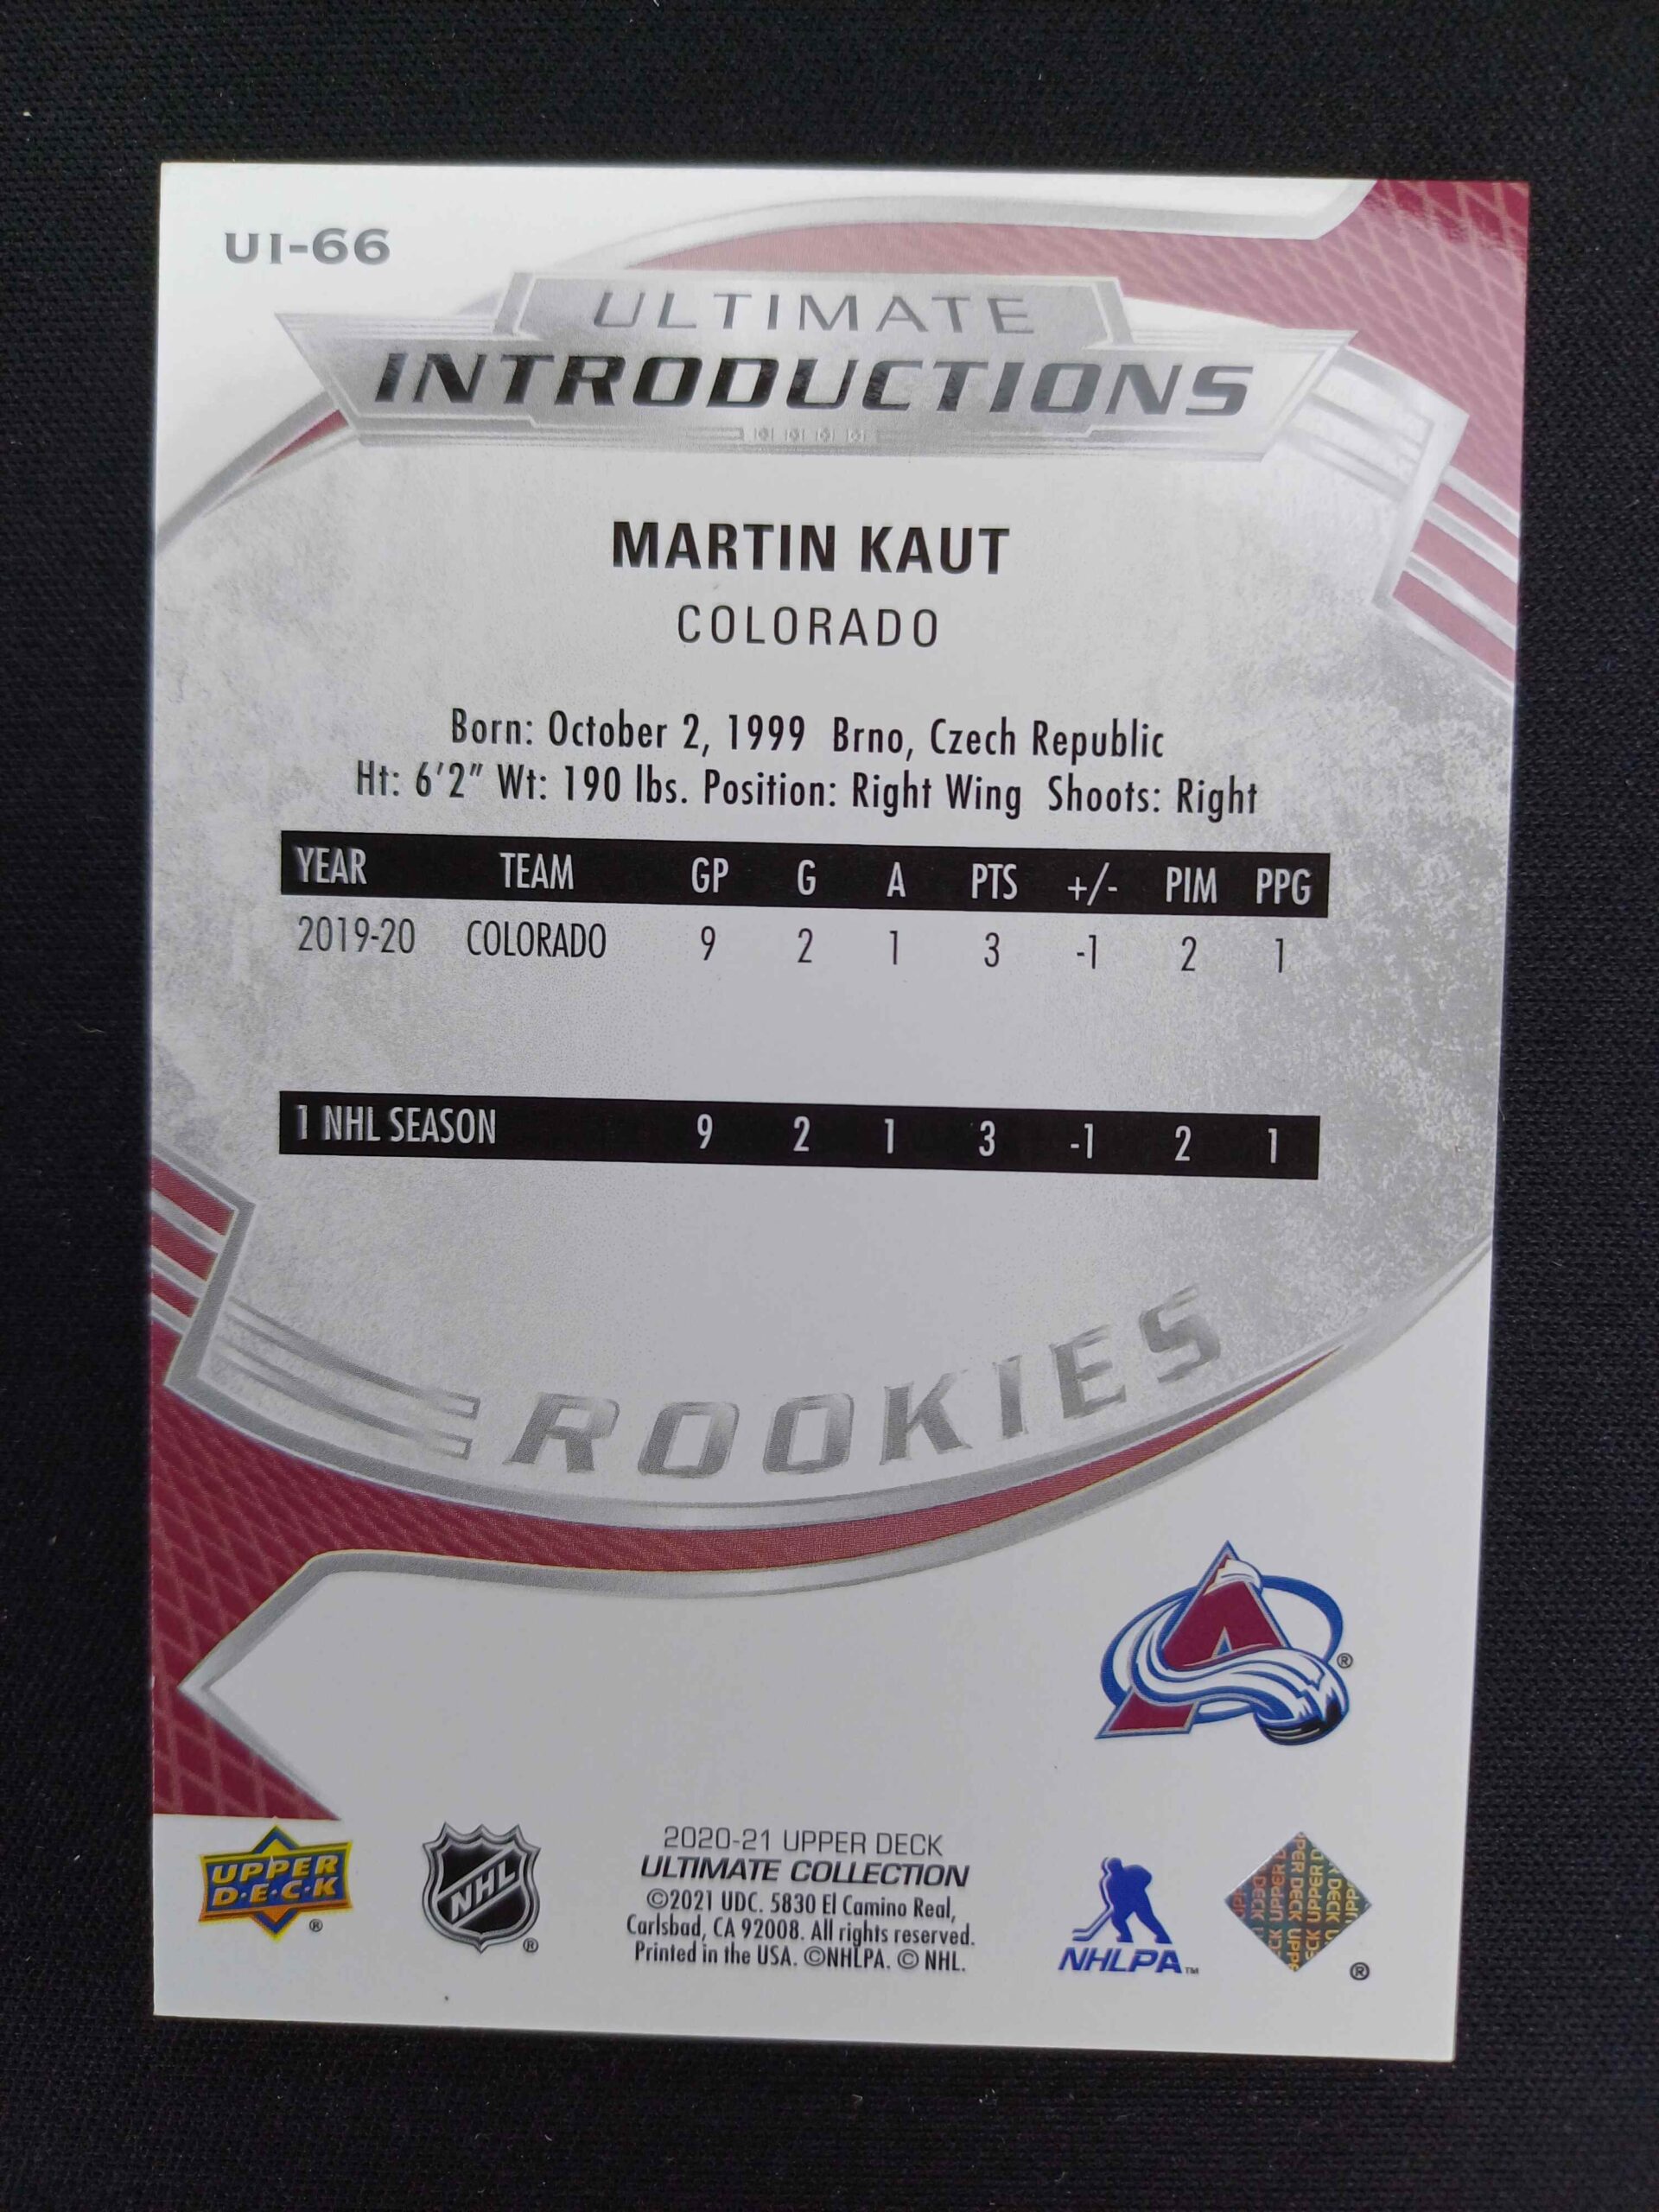 UI-66
ULTIMATE
INTRODUCTIONS
MARTIN KAUT
COLORADO
Born: October 2, 1999 Brno, Czech Republic
Ht: 6'2" Wt: 190 lbs. Position: Right Wing Shoots: Right
YEAR TEAM GP G A PTS +/- PIM PPG
2019-20 COLORADO 9 2 1 3 -1 2 1
1 NHL SEASON 9 2 1 3 -1 2 1
ROOKIES
A ®
UPPER
D·E·C·K ®
NHL ®
2020-21 UPPER DECK
ULTIMATE COLLECTION
©2021 UDC. 5830 El Camino Real,
Carlsbad, CA 92008. All rights reserved.
Printed in the USA. ©NHLPA. © NHL.
NHLPA™
UPPER DECK
®